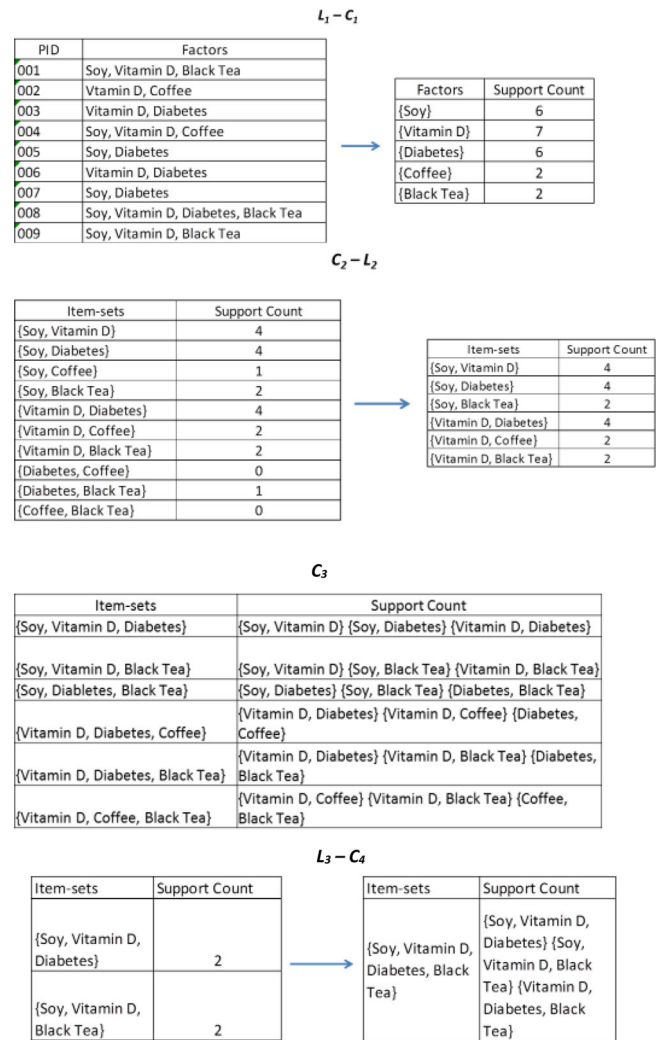 L1 – C1
PID Factors
001 Soy, Vitamin D, Black Tea
002 Vtamin D, Coffee
003 Vitamin D, Diabetes
004 Soy, Vitamin D, Coffee
005 Soy, Diabetes
006 Vitamin D, Diabetes
007 Soy, Diabetes
008 Soy, Vitamin D, Diabetes, Black Tea
009 Soy, Vitamin D, Black Tea
Factors Support Count
{Soy} 6
{Vitamin D} 7
{Diabetes} 6
{Coffee} 2
{Black Tea} 2
C2 – L2
Item-sets Support Count
{Soy, Vitamin D} 4
{Soy, Diabetes} 4
{Soy, Coffee} 1
{Soy, Black Tea} 2
{Vitamin D, Diabetes} 4
{Vitamin D, Coffee} 2
{Vitamin D, Black Tea} 2
{Diabetes, Coffee} 0
{Diabetes, Black Tea} 1
{Coffee, Black Tea} 0
Item-sets Support Count
{Soy, Vitamin D} 4
{Soy, Diabetes} 4
{Soy, Black Tea} 2
{Vitamin D, Diabetes} 4
{Vitamin D, Coffee} 2
{Vitamin D, Black Tea} 2
C3
Item-sets Support Count
{Soy, Vitamin D, Diabetes} {Soy, Vitamin D} {Soy, Diabetes} {Vitamin D, Diabetes}
{Soy, Vitamin D, Black Tea} {Soy, Vitamin D} {Soy, Black Tea} {Vitamin D, Black Tea}
{Soy, Diabletes, Black Tea} {Soy, Diabetes} {Soy, Black Tea} {Diabetes, Black Tea}
{Vitamin D, Diabetes} {Vitamin D, Coffee} {Diabetes,
{Vitamin D, Diabetes, Coffee} Coffee}
{Vitamin D, Diabetes} {Vitamin D, Black Tea} {Diabetes,
{Vitamin D, Diabetes, Black Tea} Black Tea}
{Vitamin D, Coffee} {Vitamin D, Black Tea} {Coffee,
{Vitamin D, Coffee, Black Tea} Black Tea}
L3 – C4
Item-sets Support Count
{Soy, Vitamin D,
Diabetes} 2
{Soy, Vitamin D,
Black Tea} 2
Item-sets Support Count
{Soy, Vitamin D,
Diabetes, Black
Tea}
{Soy, Vitamin D,
Diabetes} {Soy,
Vitamin D, Black
Tea} {Vitamin D,
Diabetes, Black
Tea}